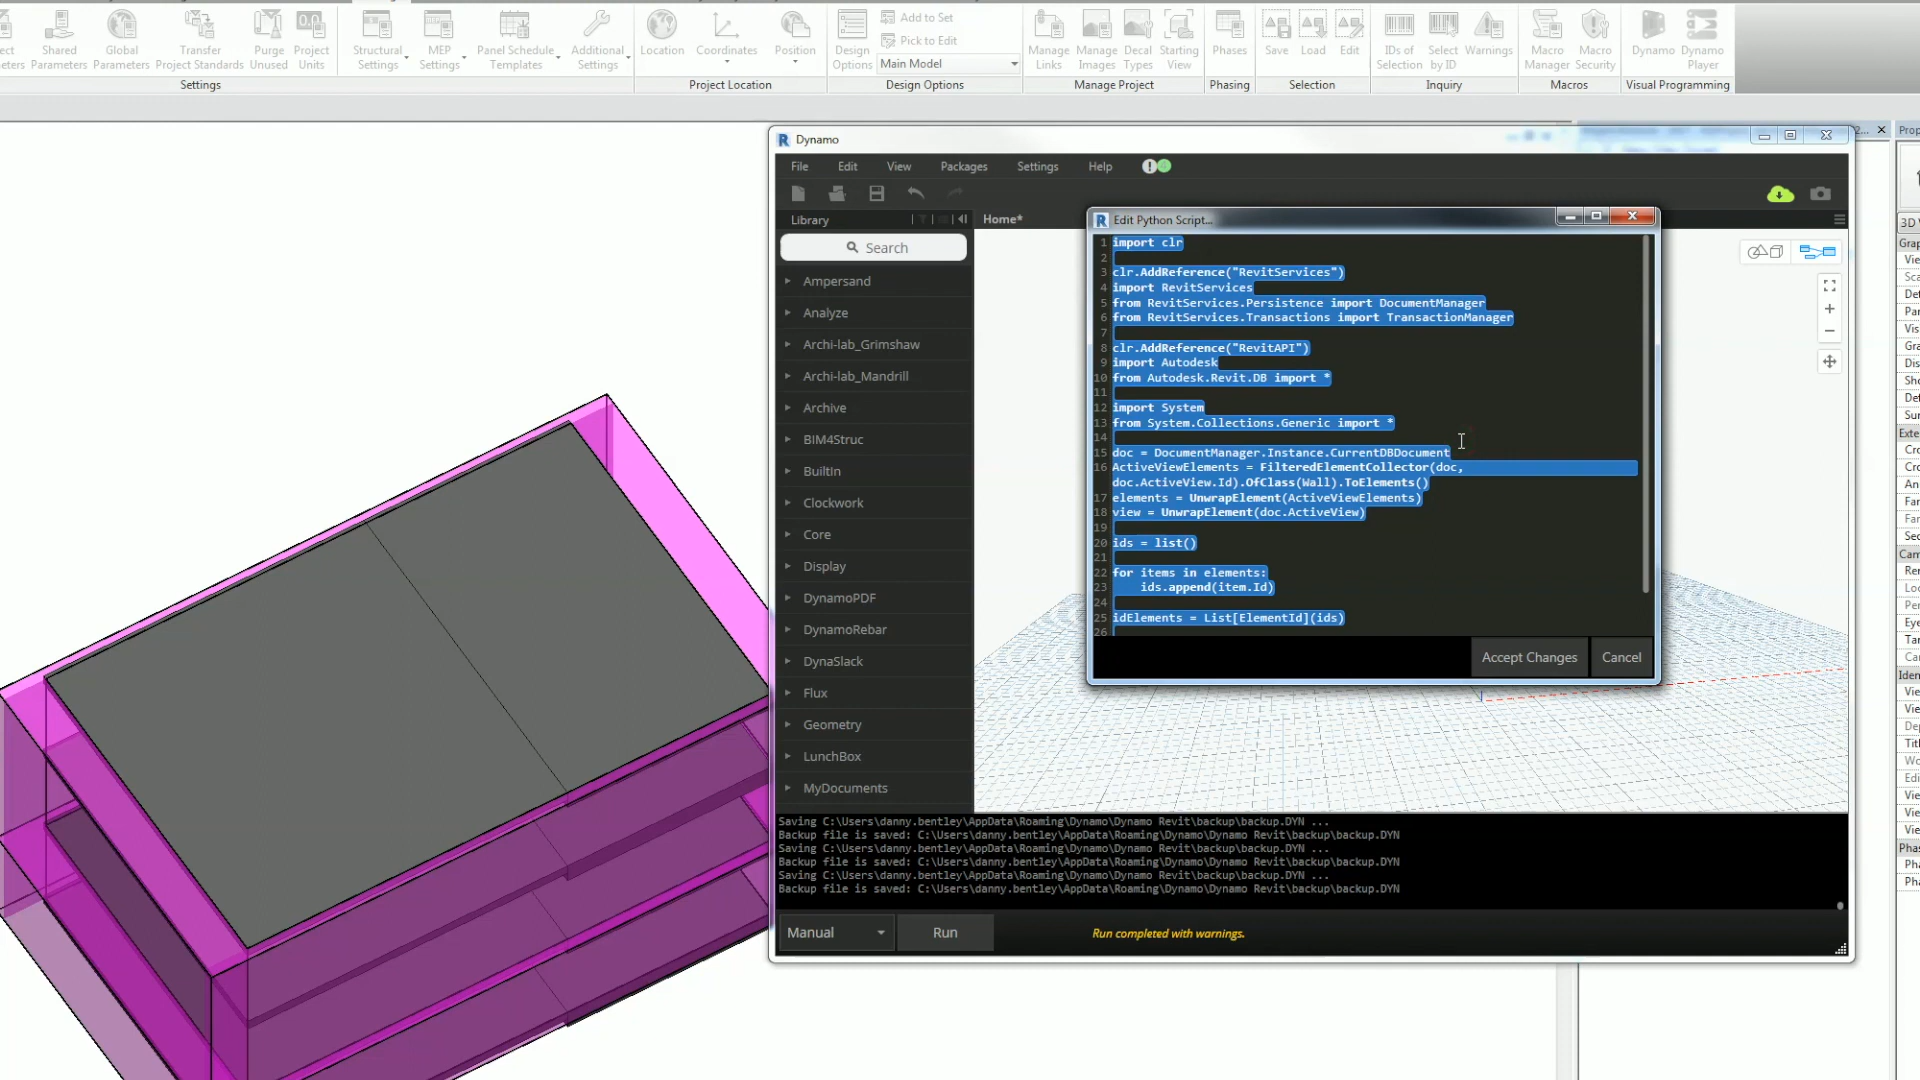 Shared Parameters
Global Parameters
Transfer Project Standards
Purge Unused
Project Units
Structural Settings
MEP Settings
Panel Schedule Templates
Additional Settings
Location
Coordinates
Position
Design Options
Add to Set
Pick to Edit
Main Model
Manage Links
Manage Images
Decal Types
Starting View
Phases
Save
Load
Edit
IDs of Selection
Select by ID
Warnings
Macro Manager
Macro Security
Dynamo
Dynamo Player
Settings
Project Location
Design Options
Manage Project
Phasing
Selection
Inquiry
Macros
Visual Programming
Dynamo
File Edit View Packages Settings Help
Library
Home*
Search
Ampersand
Analyze
Archi-lab_Grimshaw
Archi-lab_Mandrill
Archive
BIM4Struc
BuiltIn
Clockwork
Core
Display
DynamoPDF
DynamoRebar
DynaSlack
Flux
Geometry
LunchBox
MyDocuments
Edit Python Script...
1 import clr
2
3 clr.AddReference("RevitServices")
4 import RevitServices
5 from RevitServices.Persistence import DocumentManager
6 from RevitServices.Transactions import TransactionManager
7
8 clr.AddReference("RevitAPI")
9 import Autodesk
10 from Autodesk.Revit.DB import *
11
12 import System
13 from System.Collections.Generic import *
14
15 doc = DocumentManager.Instance.CurrentDBDocument
16 ActiveViewElements = FilteredElementCollector(doc,
doc.ActiveView.Id).OfClass(Wall).ToElements()
17 elements = UnwrapElement(ActiveViewElements)
18 view = UnwrapElement(doc.ActiveView)
19
20 ids = list()
21
22 for items in elements:
23 ids.append(item.Id)
24
25 idElements = List[ElementId](ids)
26
Accept Changes
Cancel
Saving C:\Users\danny.bentley\AppData\Roaming\Dynamo\Dynamo Revit\backup\backup.DYN ...
Backup file is saved: C:\Users\danny.bentley\AppData\Roaming\Dynamo\Dynamo Revit\backup\backup.DYN
Saving C:\Users\danny.bentley\AppData\Roaming\Dynamo\Dynamo Revit\backup\backup.DYN ...
Backup file is saved: C:\Users\danny.bentley\AppData\Roaming\Dynamo\Dynamo Revit\backup\backup.DYN
Saving C:\Users\danny.bentley\AppData\Roaming\Dynamo\Dynamo Revit\backup\backup.DYN ...
Backup file is saved: C:\Users\danny.bentley\AppData\Roaming\Dynamo\Dynamo Revit\backup\backup.DYN
Manual
Run
Run completed with warnings.